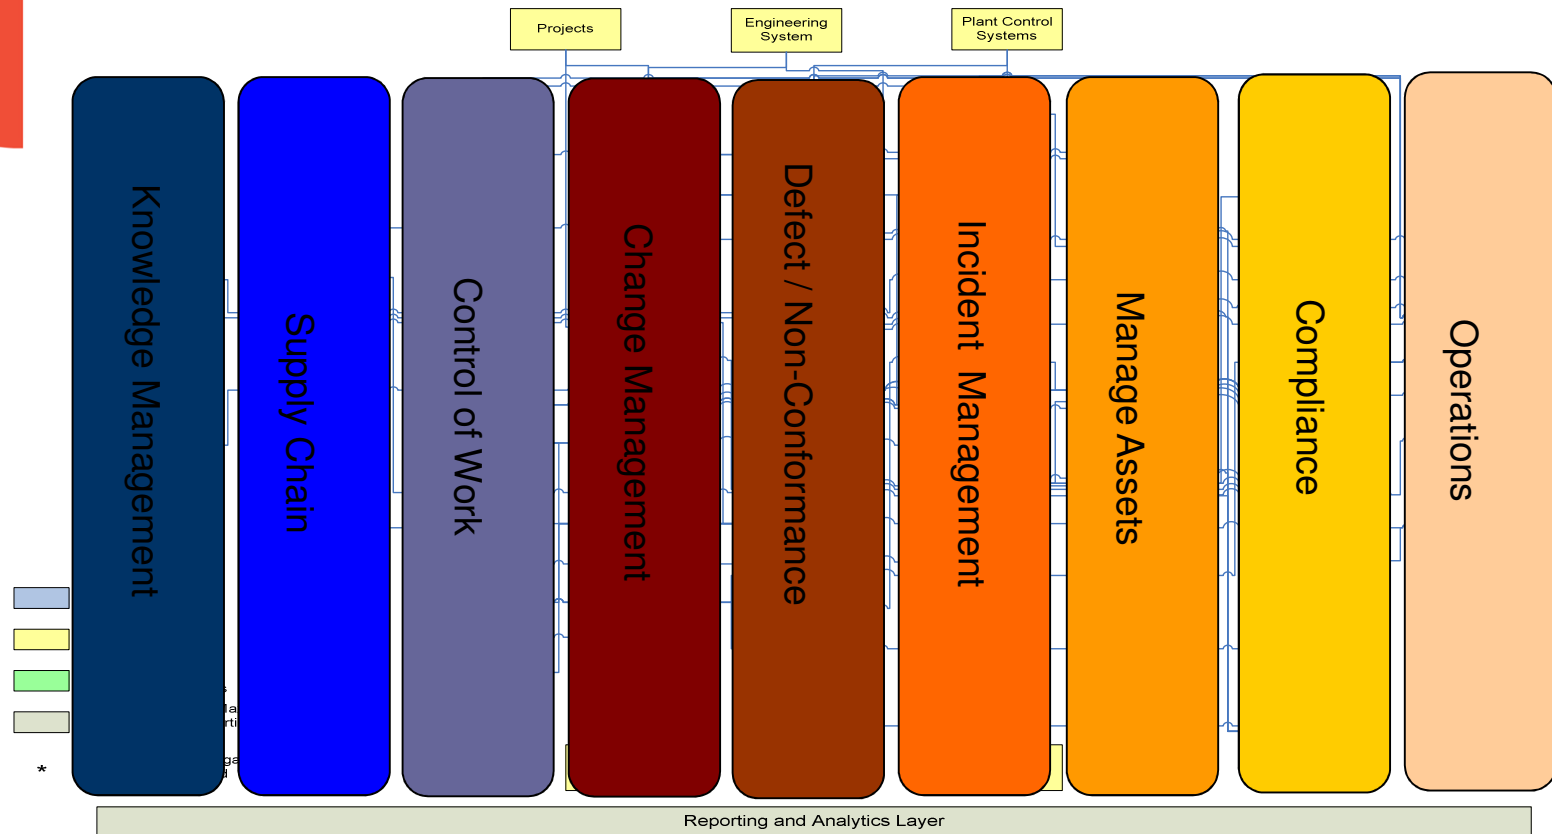 Projects
Engineering
System
Plant Control
Systems
Knowledge Management
Supply Chain
Control of Work
Change Management
Defect / Non-Conformance
Incident Management
Manage Assets
Compliance
Operations
*
Reporting and Analytics Layer